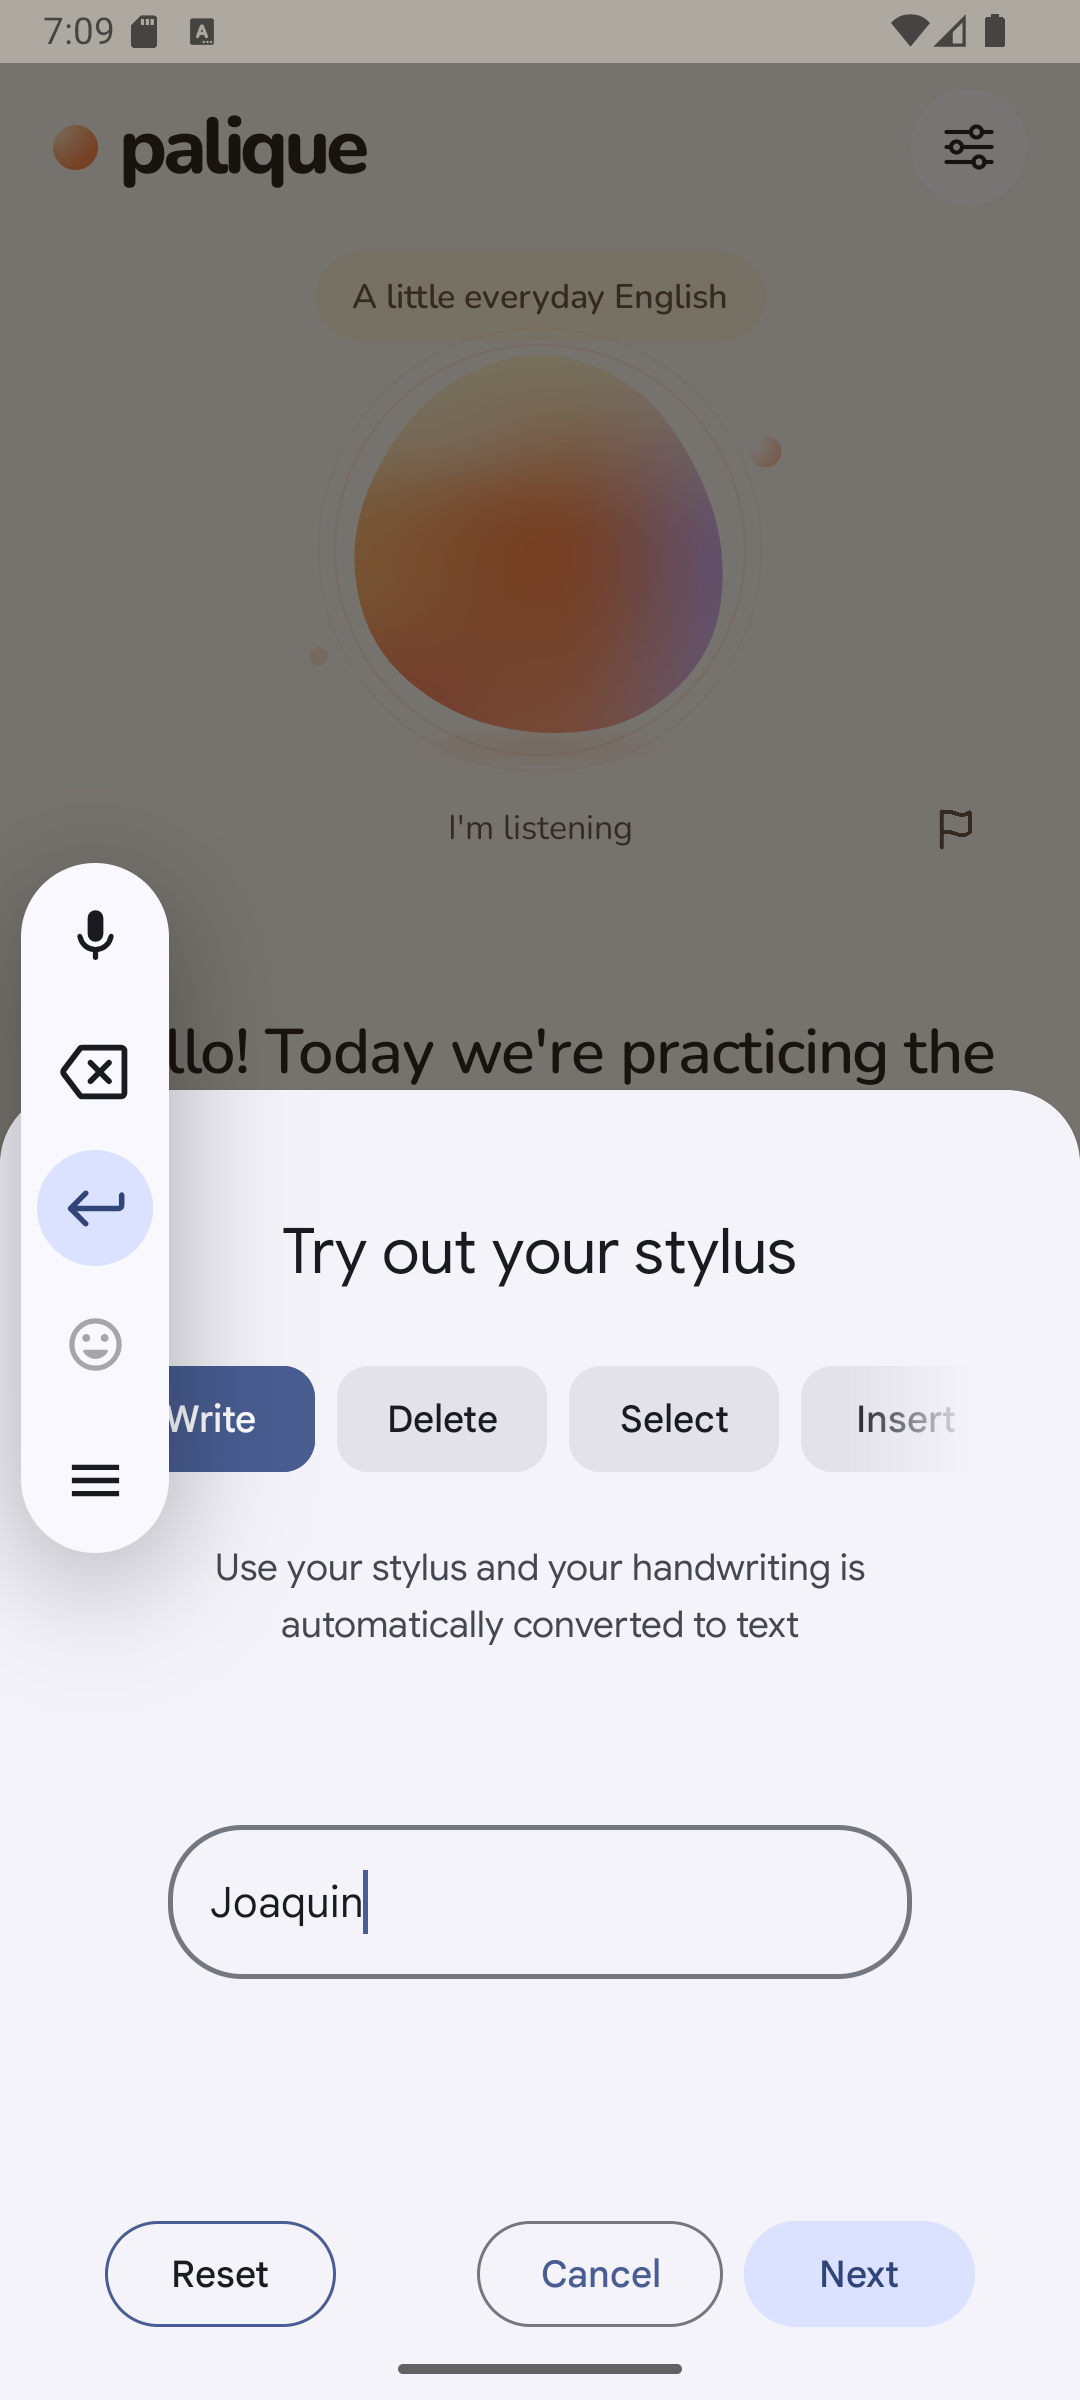 7:09
palique
A little everyday English
I'm listening
llo! Today we're practicing the
Try out your stylus
Write Delete Select Insert
Use your stylus and your handwriting is
automatically converted to text
Joaquin
Reset Cancel Next